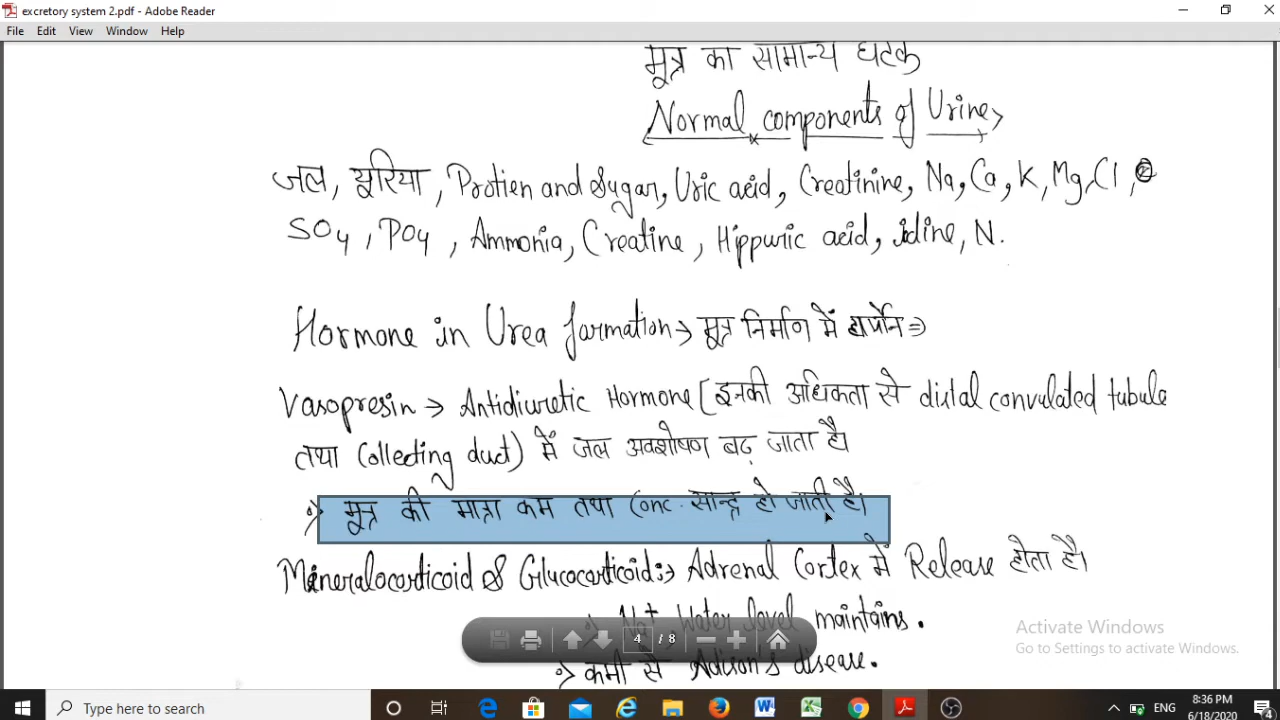 excretory system 2.pdf - Adobe Reader
File Edit View Window Help
मूत्र का सामान्य घटक
Normal components of Urine
जल, यूरिया, Protien and Sugar, Uric acid, Creatinine, Na, Ca, K, Mg, Cl,
SO4, PO4, Ammonia, Creatine, Hippuric acid, Iodine, N.
Hormone in Urea formation → मूत्र निर्माण में हार्मोन ⇒
Vasopresin → Antidiuretic Hormone [इनकी अधिकता से distal convulated tubule
तथा Collecting duct) में जल अवशोषण बढ़ जाता है।
मूत्र की मात्रा कम तथा Conc. सान्द्र हो जाती है।
Mineralocorticoid & Glucocorticoid:→ Adrenal Cortex में Release होता है।
Na+ Water level maintains.
कमी से Adison's disease.
4 / 8
Activate Windows
Go to Settings to activate Windows.
Type here to search
ENG
8:36 PM
6/18/2020
4